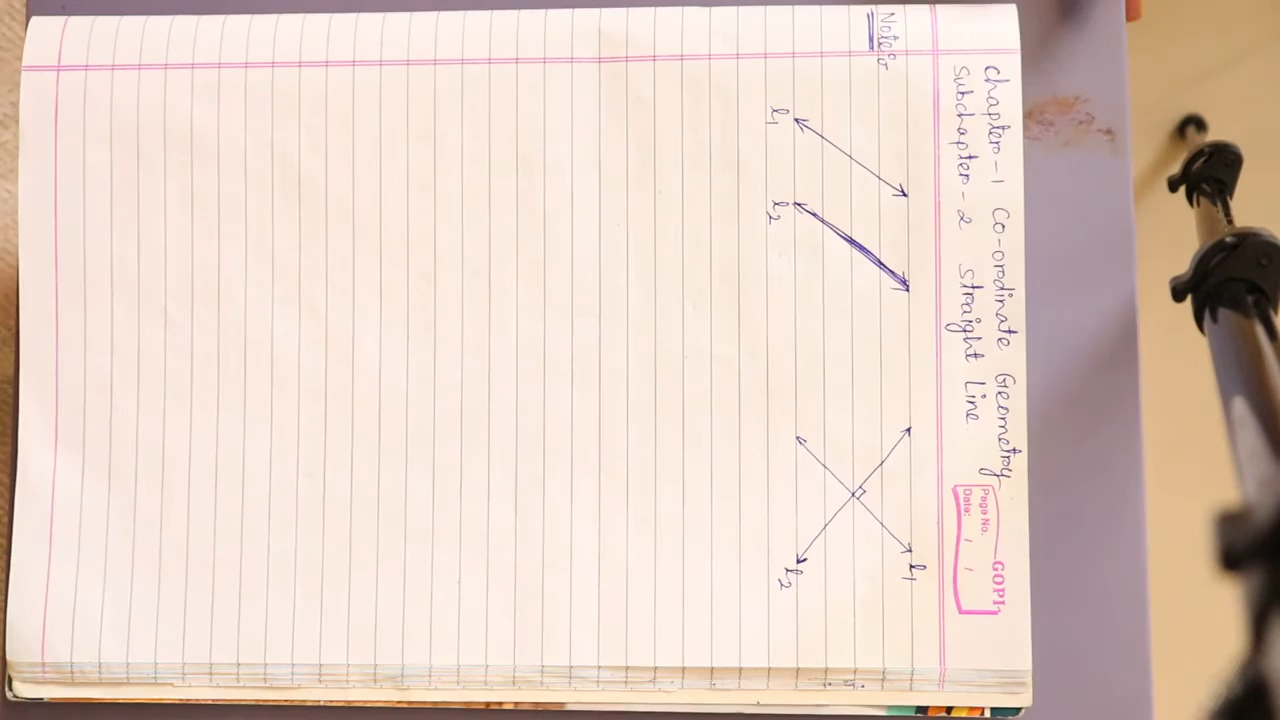 Chapter-1 Co-ordinate Geometry
Subchapter-2 Straight Line.
GOPI
Page No.
Date: / /
Note:
l1
l2
l1
l2